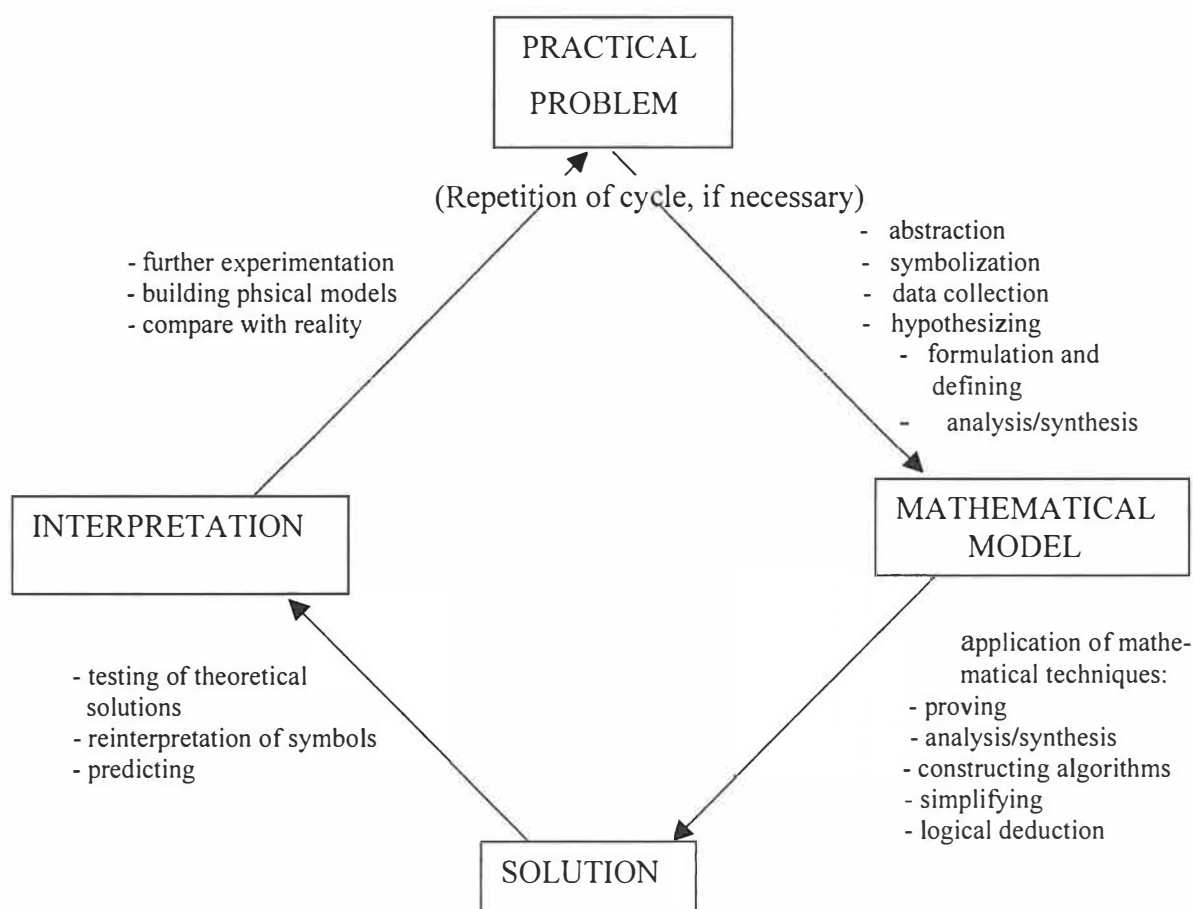 PRACTICAL
PROBLEM
(Repetition of cycle, if necessary)
- abstraction
- symbolization
- data collection
- hypothesizing
- formulation and
defining
- analysis/synthesis
- further experimentation
- building phsical models
- compare with reality
INTERPRETATION
MATHEMATICAL
MODEL
application of mathe-
matical techniques:
- proving
- analysis/synthesis
- constructing algorithms
- simplifying
- logical deduction
- testing of theoretical
solutions
- reinterpretation of symbols
- predicting
SOLUTION